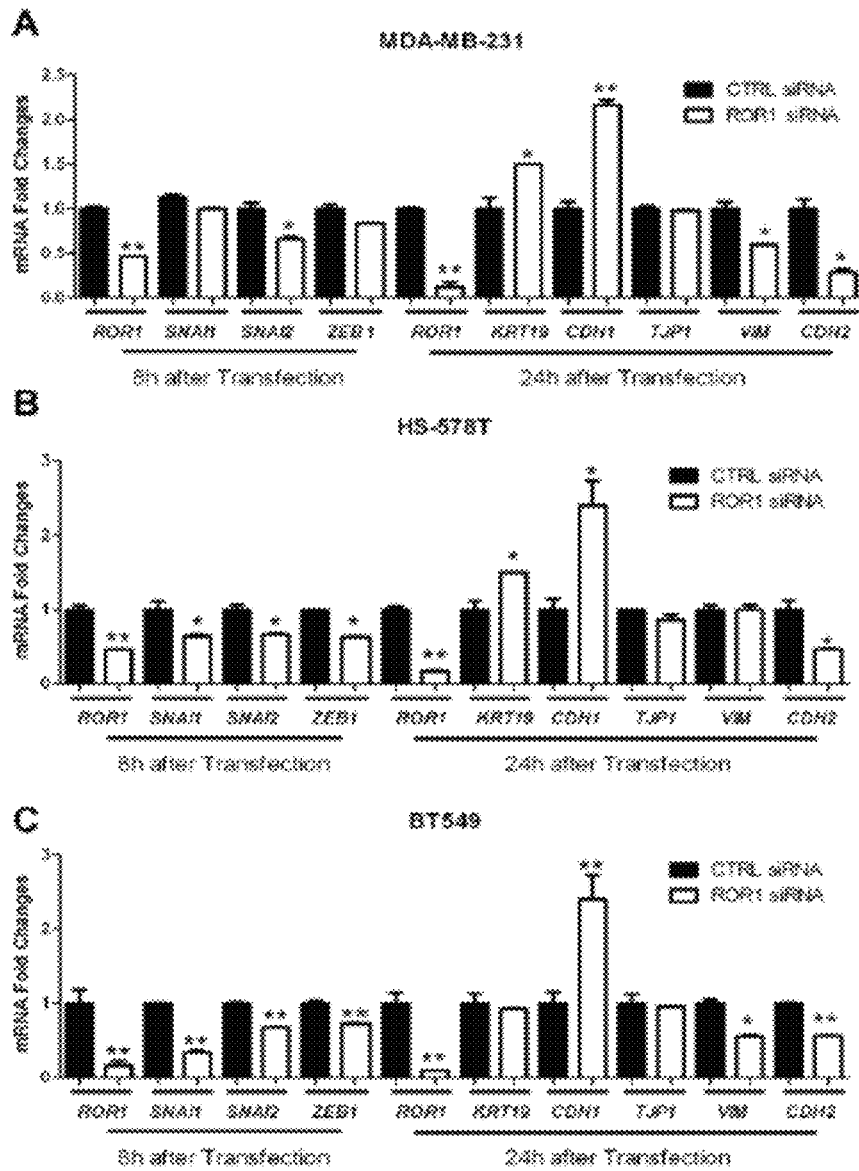 A
MDA-MB-231
mRNA Fold Changes
2.5
2.0
1.5
1.0
0.5
0.0
CTRL siRNA
ROR1 siRNA
** * ** * ** * * *
ROR1 SNAI1 SNAI2 ZEB1 ROR1 KRT19 CDH1 TJP1 VIM CDH2
8h after Transfection 24h after Transfection
B
HS-578T
mRNA Fold Changes
3
2
1
0
CTRL siRNA
ROR1 siRNA
** * * * ** * * *
ROR1 SNAI1 SNAI2 ZEB1 ROR1 KRT19 CDH1 TJP1 VIM CDH2
8h after Transfection 24h after Transfection
C
BT549
mRNA Fold Changes
3
2
1
0
CTRL siRNA
ROR1 siRNA
** ** ** ** ** ** * **
ROR1 SNAI1 SNAI2 ZEB1 ROR1 KRT19 CDH1 TJP1 VIM CDH2
8h after Transfection 24h after Transfection